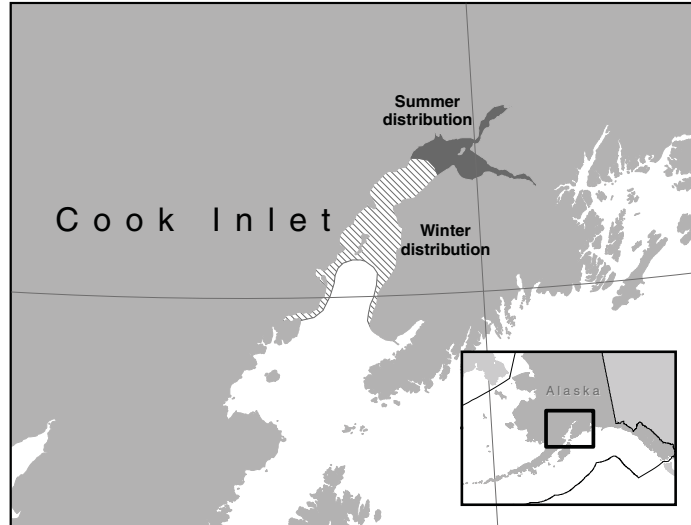 Summer
distribution
Cook Inlet
Winter
distribution
Alaska